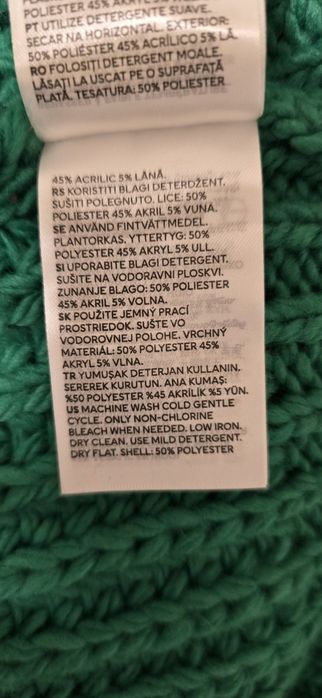 POLIESTER 45% AKRYL 5%
PT UTILIZE DETERGENTE SUAVE.
SECAR NA HORIZONTAL. EXTERIOR:
50% POLIÉSTER 45% ACRÍLICO 5% LÃ.
RO FOLOSIȚI DETERGENT MOALE.
LĂSAȚI LA USCAT PE O SUPRAFAȚĂ
PLATĂ. ȚESATURA: 50% POLIESTER
45% ACRILIC 5% LÂNĂ.
RS KORISTITI BLAGI DETERDŽENT.
SUŠITI POLEGNUTO. LICE: 50%
POLIESTER 45% AKRIL 5% VUNA.
SE ANVÄND FINTVÄTTMEDEL.
PLANTORKAS. YTTERTYG: 50%
POLYESTER 45% AKRYL 5% ULL.
SI UPORABITE BLAGI DETERGENT.
SUŠITE NA VODORAVNI PLOSKVI.
ZUNANJE BLAGO: 50% POLIESTER
45% AKRIL 5% VOLNA.
SK POUŽITE JEMNÝ PRACÍ
PROSTRIEDOK. SUŠTE VO
VODOROVNEJ POLOHE. VRCHNÝ
MATERIÁL: 50% POLYESTER 45%
AKRYL 5% VLNA.
TR YUMUŞAK DETERJAN KULLANIN.
SEREREK KURUTUN. ANA KUMAŞ:
%50 POLYESTER %45 AKRİLİK %5 YÜN.
US MACHINE WASH COLD GENTLE
CYCLE. ONLY NON-CHLORINE
BLEACH WHEN NEEDED. LOW IRON.
DRY CLEAN. USE MILD DETERGENT.
DRY FLAT. SHELL: 50% POLYESTER